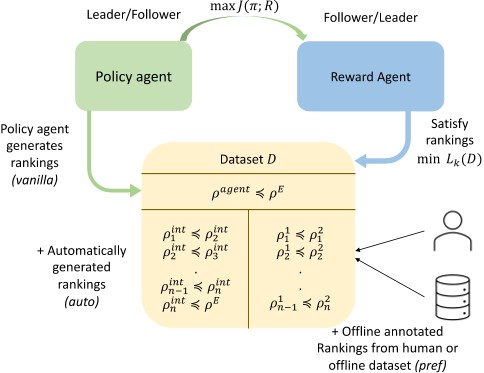 Leader/Follower
max J(π; R)
Follower/Leader
Policy agent
Reward Agent
Policy agent
generates
rankings
(vanilla)
Satisfy
rankings
min L_k(D)
Dataset D
ρ^agent ≼ ρ^E
+ Automatically
generated
rankings
(auto)
ρ_1^int ≼ ρ_2^int
ρ_2^int ≼ ρ_3^int
.
.
ρ_{n-1}^int ≼ ρ_n^int
ρ_n^int ≼ ρ^E
ρ_1^1 ≼ ρ_1^2
ρ_2^1 ≼ ρ_2^2
.
.
ρ_{n-1}^1 ≼ ρ_n^2
+ Offline annotated
Rankings from human or
offline dataset (pref)